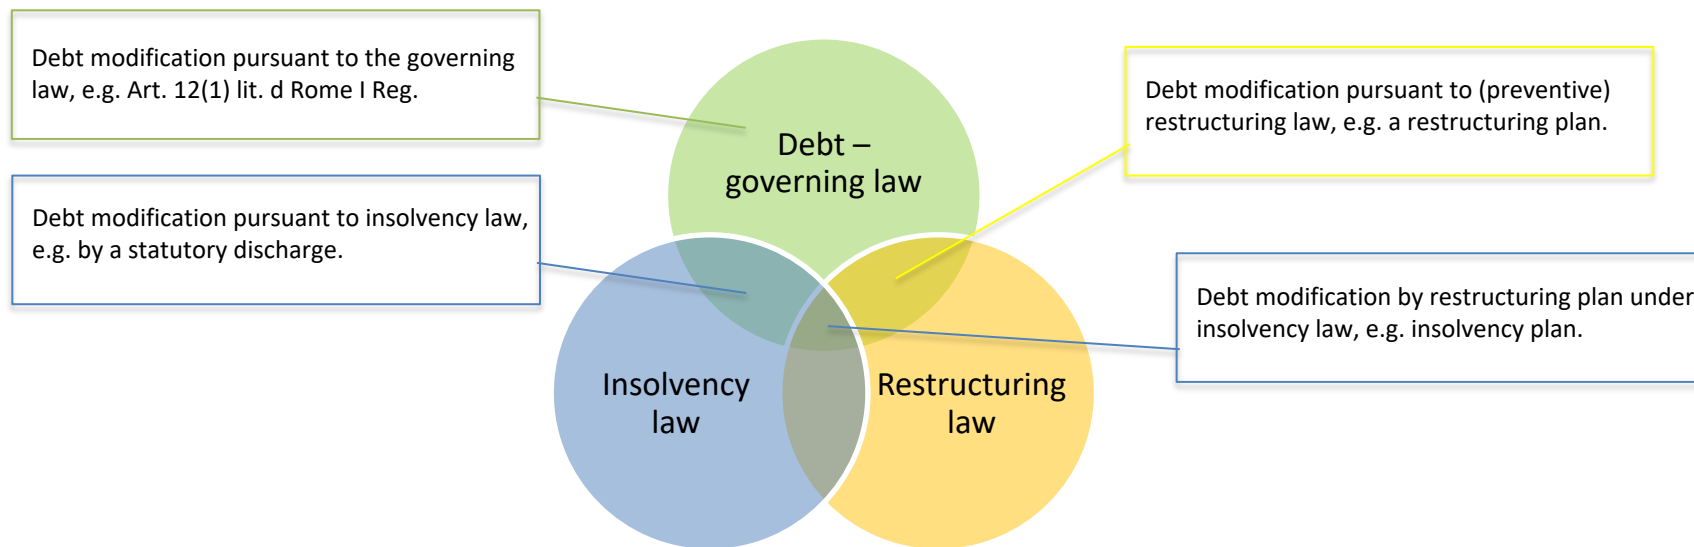 Debt modification pursuant to the governing
law, e.g. Art. 12(1) lit. d Rome I Reg.
Debt modification pursuant to insolvency law,
e.g. by a statutory discharge.
Debt –
governing law
Insolvency
law
Restructuring
law
Debt modification pursuant to (preventive)
restructuring law, e.g. a restructuring plan.
Debt modification by restructuring plan under
insolvency law, e.g. insolvency plan.